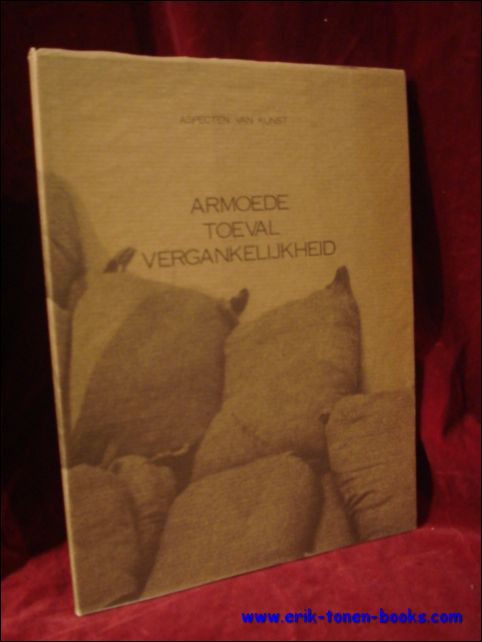 ASPECTEN VAN KUNST
ARMOEDE
TOEVAL
VERGANKELIJKHEID
www.erik-tonen-books.com